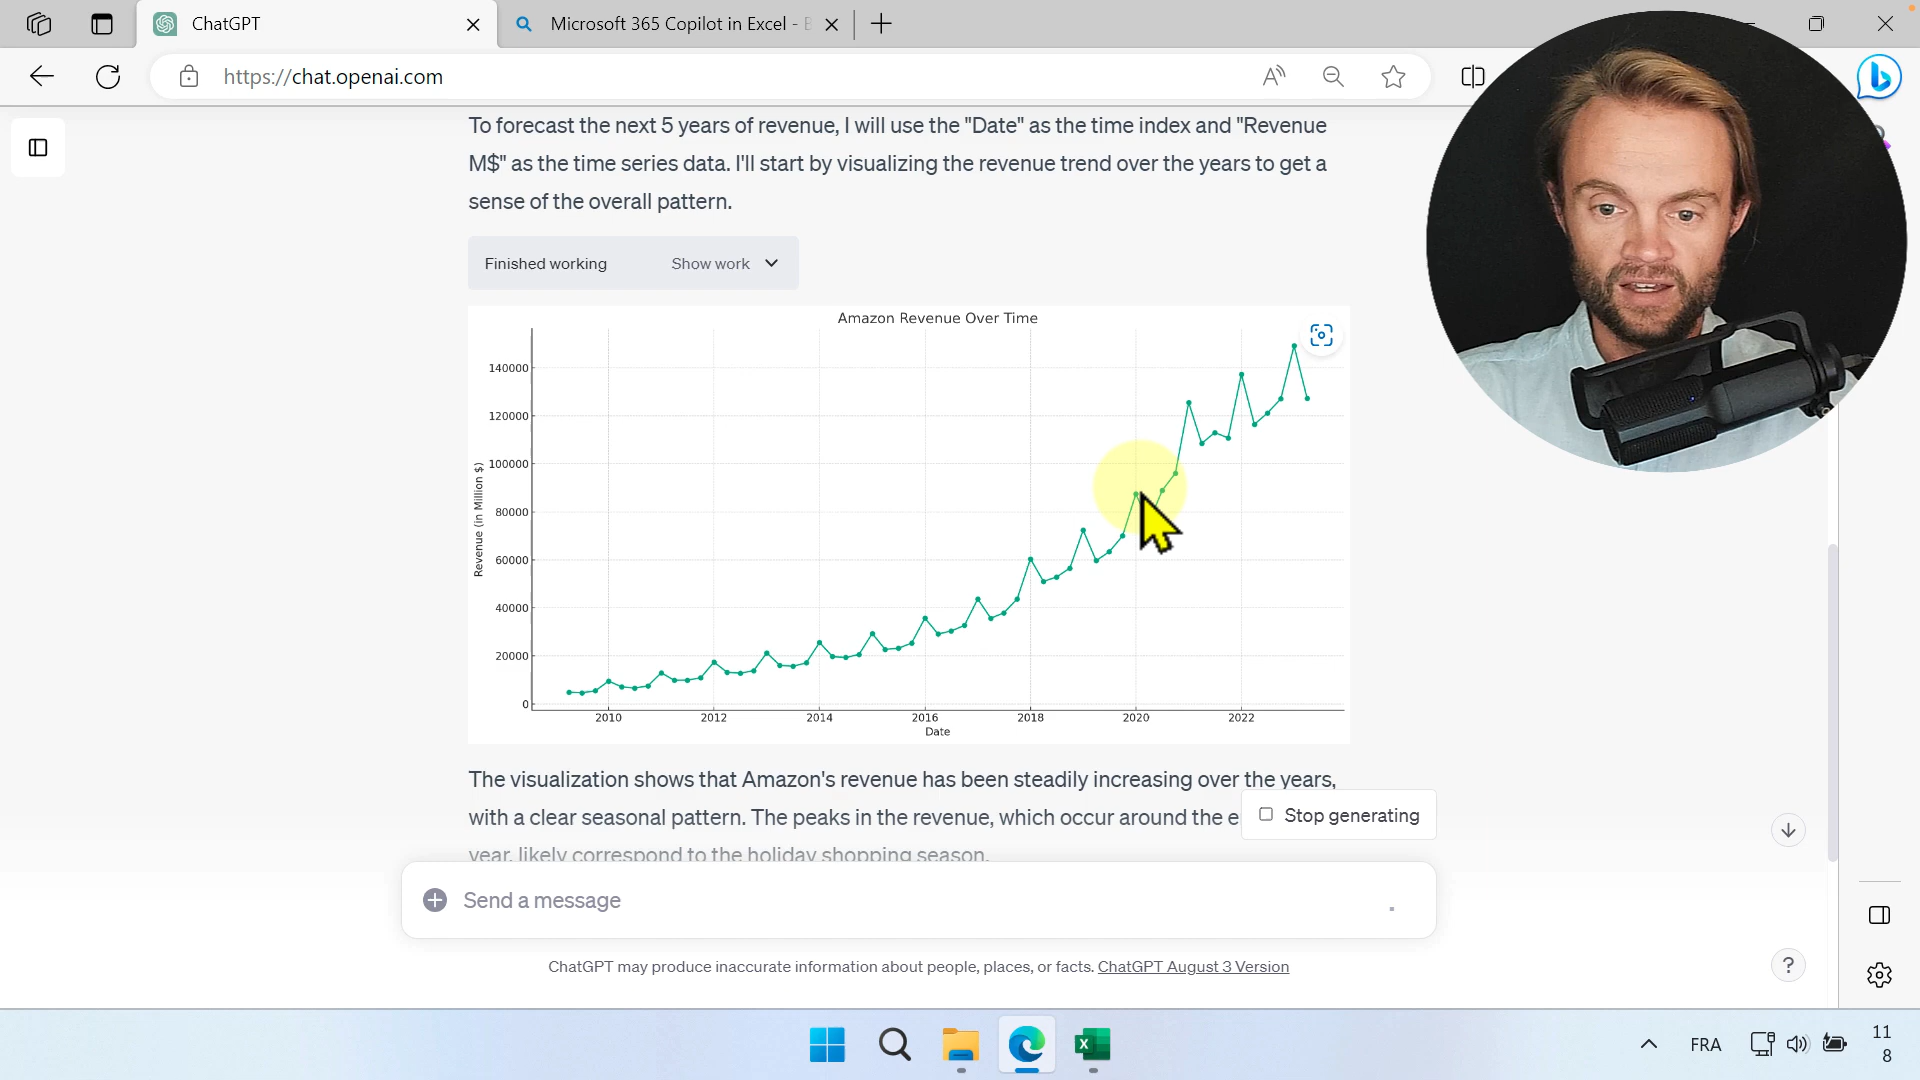 ChatGPT
Microsoft 365 Copilot in Excel -
https://chat.openai.com
To forecast the next 5 years of revenue, I will use the "Date" as the time index and "Revenue
M$" as the time series data. I'll start by visualizing the revenue trend over the years to get a
sense of the overall pattern.
Finished working Show work
Amazon Revenue Over Time
Revenue (in Million $)
140000
120000
100000
80000
60000
40000
20000
0
2010 2012 2014 2016 2018 2020 2022
Date
The visualization shows that Amazon's revenue has been steadily increasing over the years,
with a clear seasonal pattern. The peaks in the revenue, which occur around the
Stop generating
year, likely correspond to the holiday shopping season.
Send a message
ChatGPT may produce inaccurate information about people, places, or facts. ChatGPT August 3 Version
?
FRA
11
8